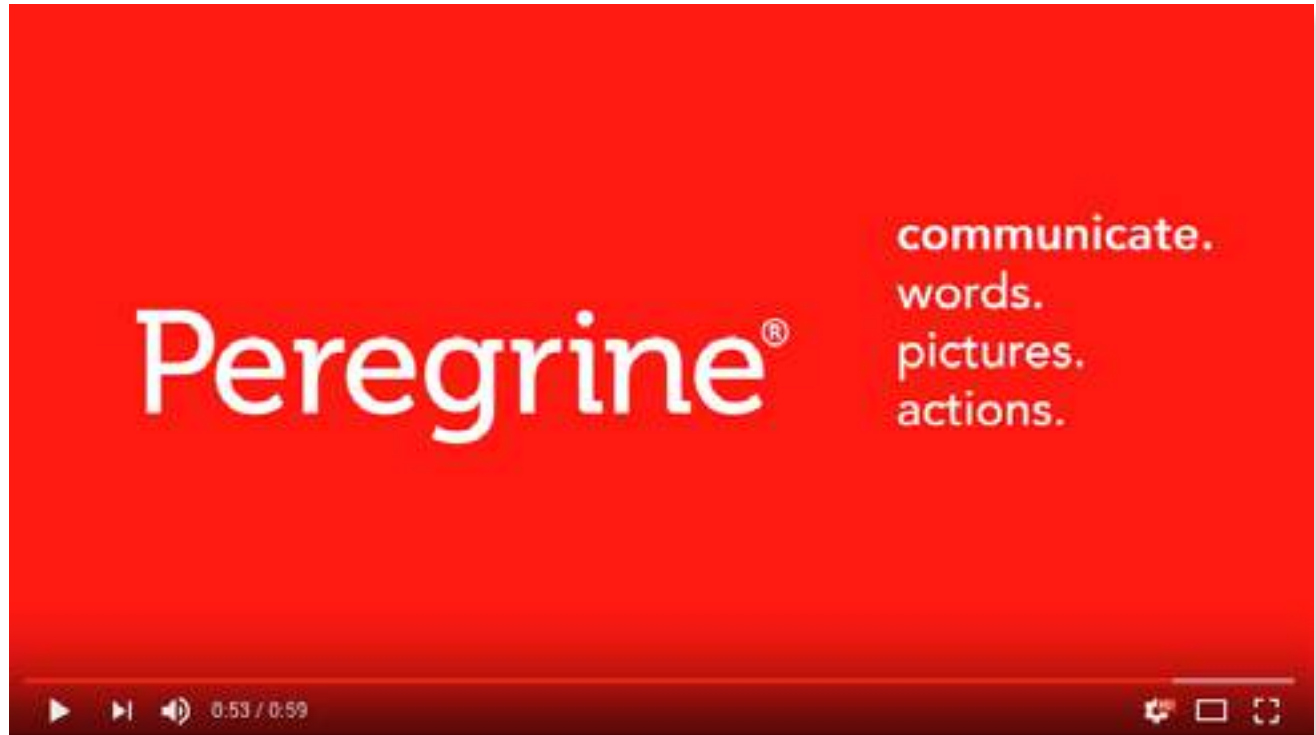 Peregrine®
communicate.
words.
pictures.
actions.
0:53 / 0:59